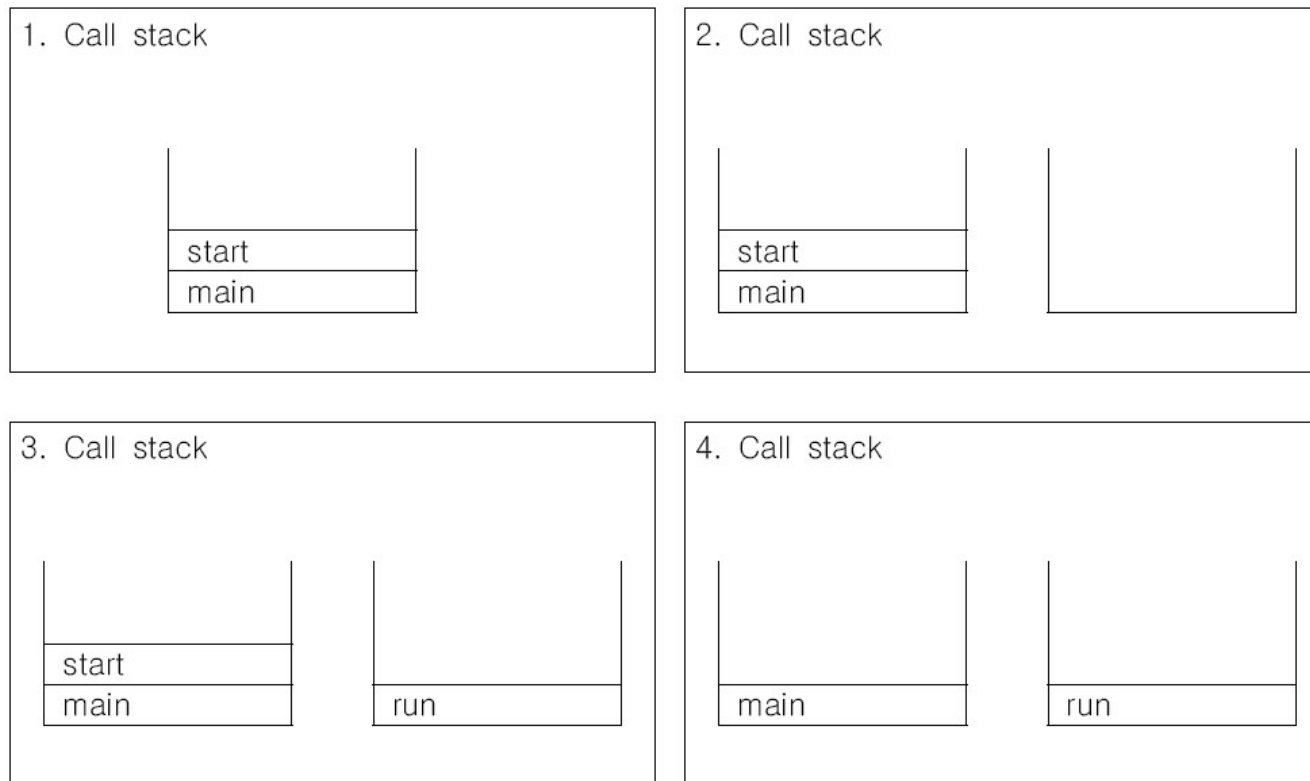 1. Call stack
start
main
2. Call stack
start
main
3. Call stack
start
main
run
4. Call stack
main
run